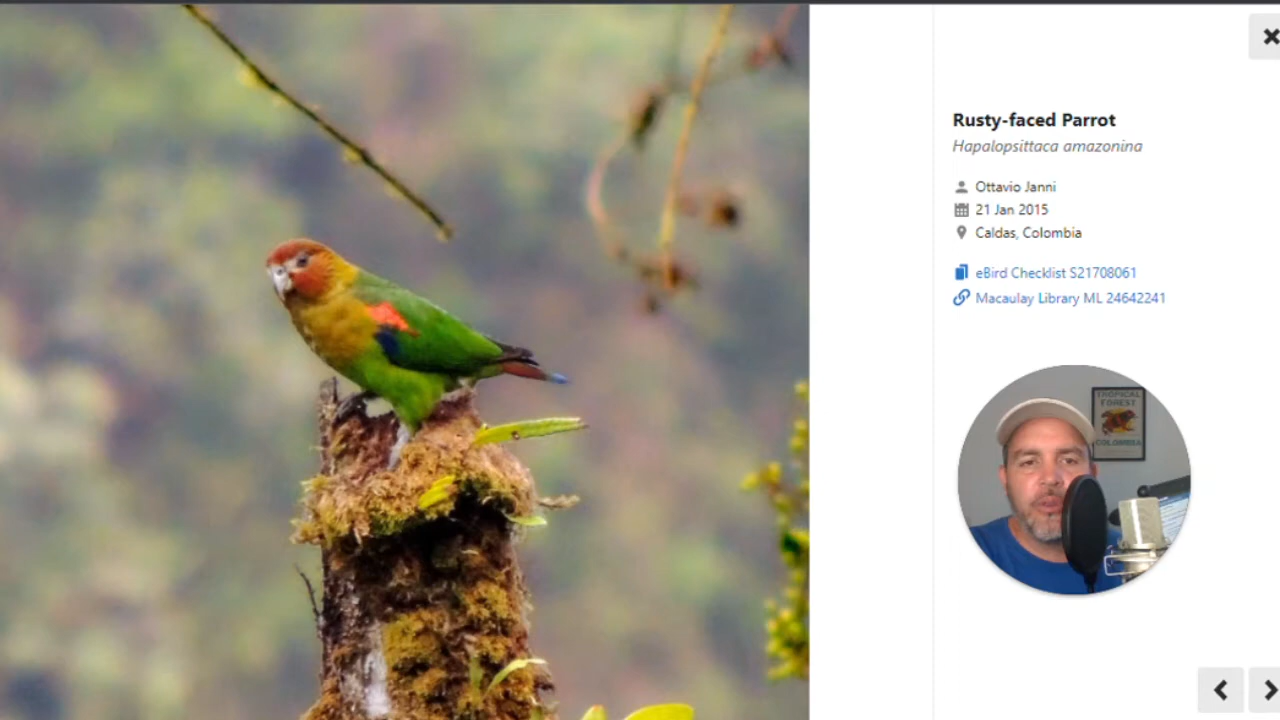 Rusty-faced Parrot
Hapalopsittaca amazonina
Ottavio Janni
21 Jan 2015
Caldas, Colombia
eBird Checklist S21708061
Macaulay Library ML 24642241
TROPICAL
FOREST
COLOMBIA